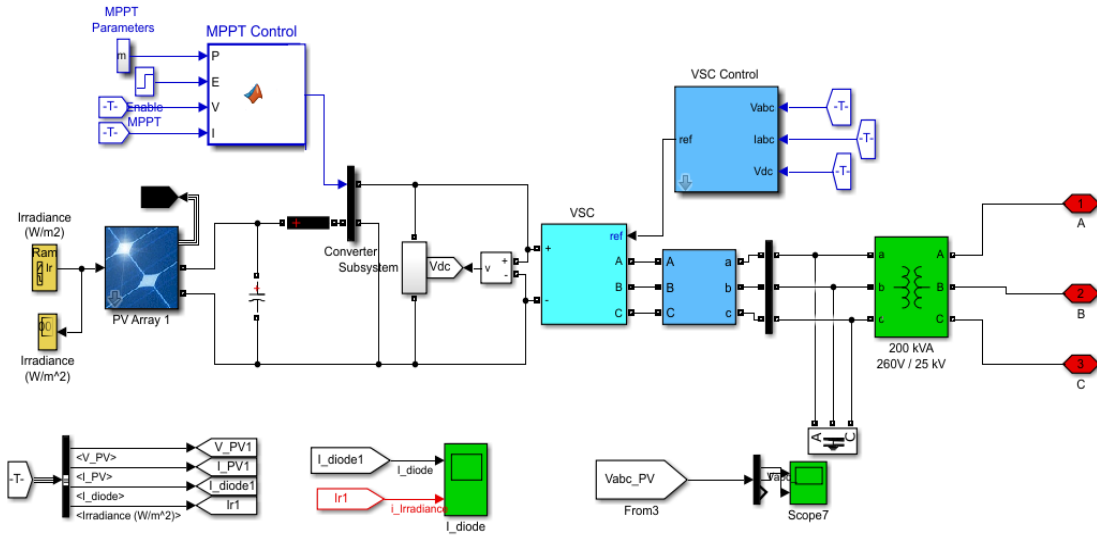 MPPT
Parameters
m
MPPT Control
P
E
V
I
Enable
MPPT
-T-
-T-
VSC Control
Vabc
Iabc
Vdc
ref
-T-
-T-
-T-
Irradiance
(W/m2)
Ram
Ir
PV Array 1
Irradiance
(W/m^2)
+
+
Converter
Subsystem
Vdc
v
+
-
VSC
ref
+
-
A
B
C
A
B
C
a
b
c
a
b
c
A
B
C
200 kVA
260V / 25 kV
1
A
2
B
3
C
A
C
-T-
<V_PV>
<I_PV>
<I_diode>
<Irradiance (W/m^2)>
V_PV1
I_PV1
I_diode1
Ir1
I_diode1
I_diode
Ir1
i_Irradiance
I_diode
Vabc_PV
From3
Scope7